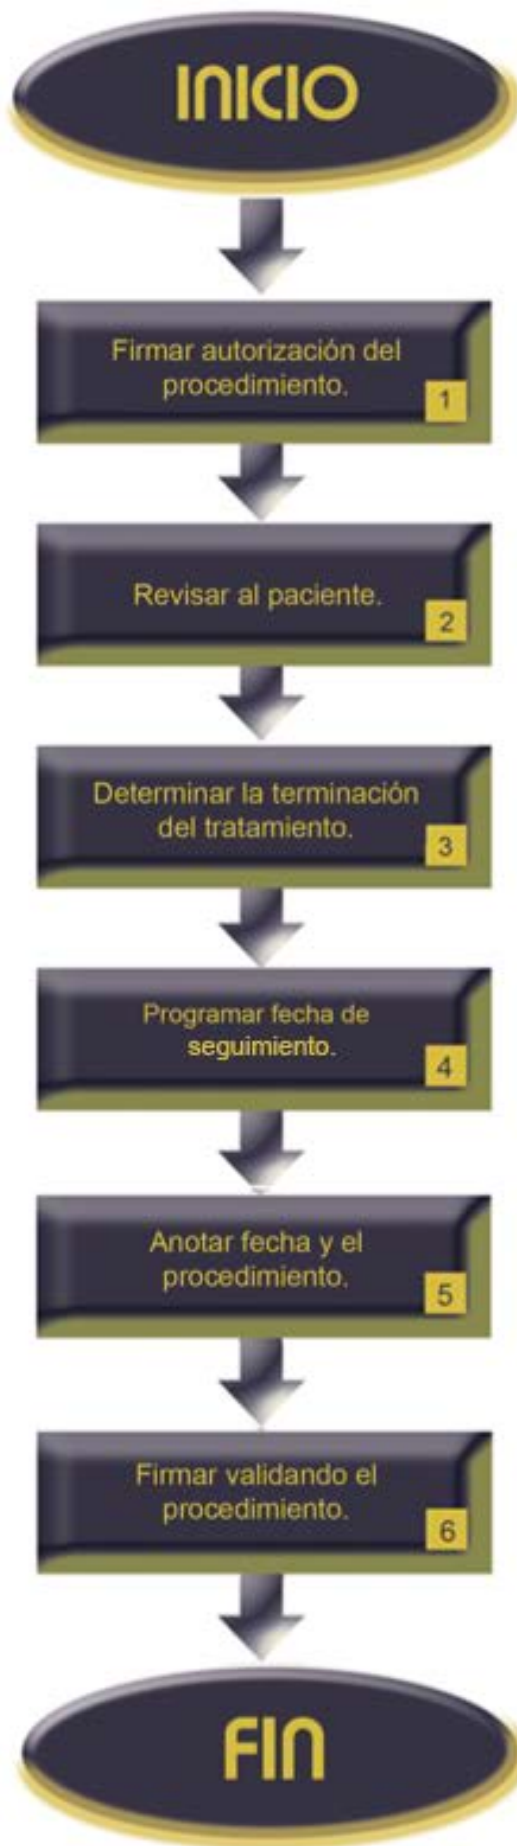 INICIO
Firmar autorización del
procedimiento.
1
Revisar al paciente.
2
Determinar la terminación
del tratamiento.
3
Programar fecha de
seguimiento.
4
Anotar fecha y el
procedimiento.
5
Firmar validando el
procedimiento.
6
FIN